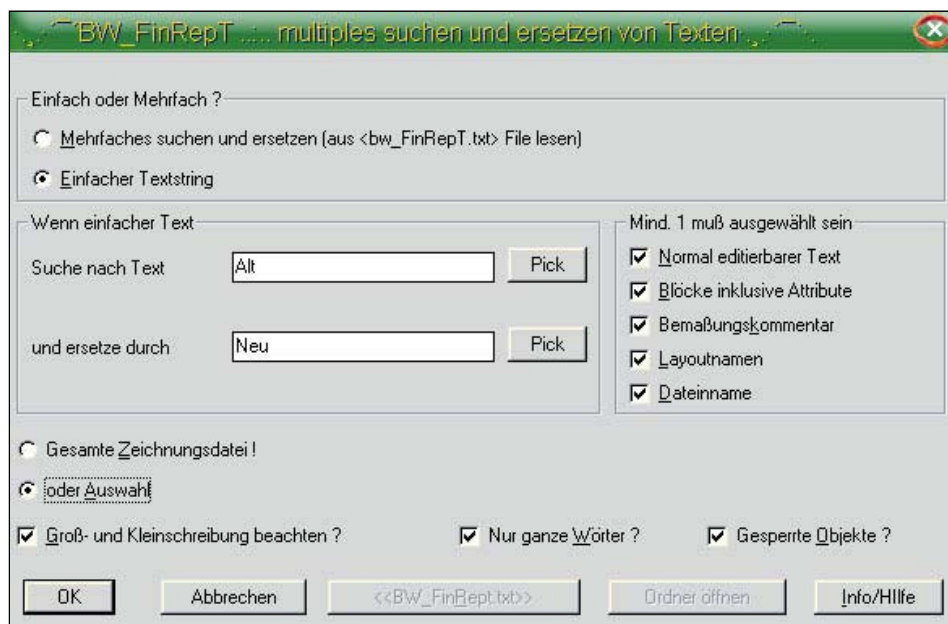 BW_FinRepT ..:.. multiples suchen und ersetzen von Texten
Einfach oder Mehrfach ?
Mehrfaches suchen und ersetzen (aus <bw_FinRepT.txt> File lesen)
Einfacher Textstring
Wenn einfacher Text
Suche nach Text
Alt
Pick
und ersetze durch
Neu
Pick
Mind. 1 muß ausgewählt sein
Normal editierbarer Text
Blöcke inklusive Attribute
Bemaßungskommentar
Layoutnamen
Dateinname
Gesamte Zeichnungsdatei !
oder Auswahl
Groß- und Kleinschreibung beachten ?
Nur ganze Wörter ?
Gesperrte Objekte ?
OK
Abbrechen
<<BW_FinRept.txt>>
Ordner öffnen
Info/HIlfe